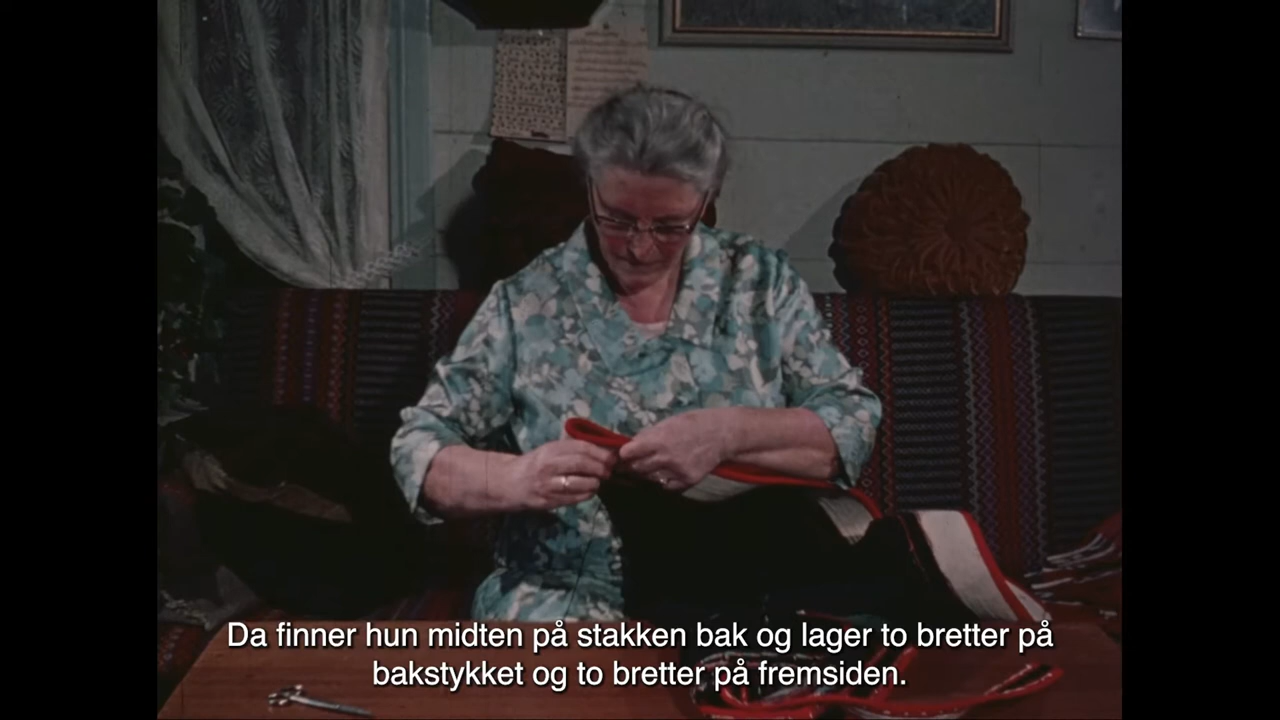 Da finner hun midten på stakken bak og lager to bretter på
bakstykket og to bretter på fremsiden.